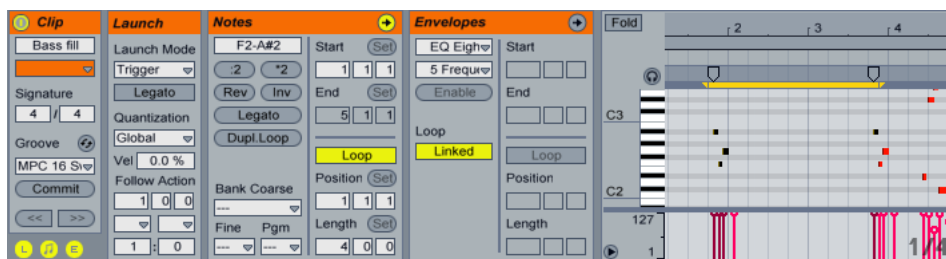 Clip
Bass fill
Signature
4 / 4
Groove
MPC 16 Sw
Commit
<< >>
L E
Launch
Launch Mode
Trigger
Legato
Quantization
Global
Vel 0.0 %
Follow Action
1 0 0
1 : 0
Notes
F2-A#2
:2 *2
Rev Inv
Legato
Dupl.Loop
Bank Coarse
---
Fine Pgm
--- ---
Start Set
1 1 1
End Set
5 1 1
Loop
Position Set
1 1 1
Length Set
4 0 0
Envelopes
EQ Eigh
5 Freque
Enable
Loop
Linked
Start
End
Loop
Position
Length
Fold
2 3 4
C3
C2
127
1
1/4